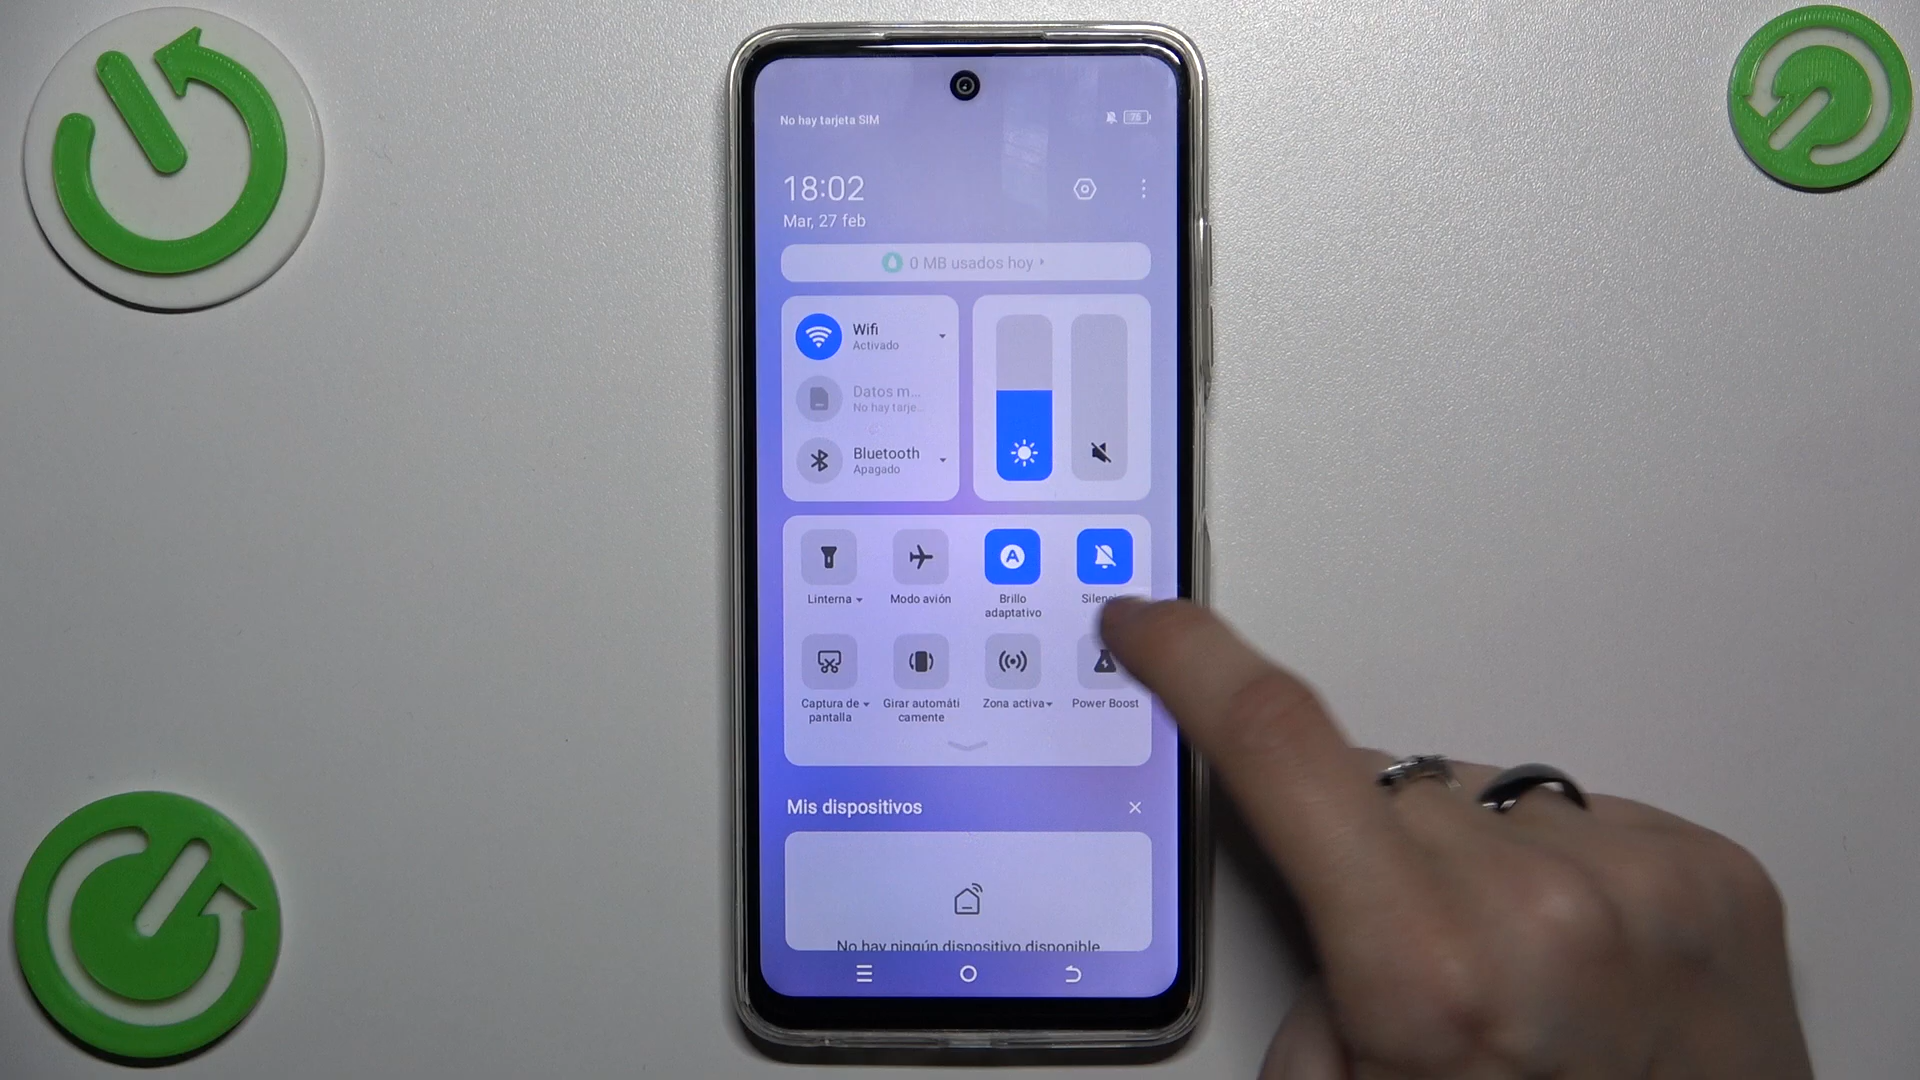 No hay tarjeta SIM
76
18:02
Mar, 27 feb
0 MB usados hoy
Wifi
Activado
Datos m...
No hay tarje...
Bluetooth
Apagado
Linterna
Modo avión
Brillo
adaptativo
A
Captura de
pantalla
Girar automáti
camente
Zona activa
Power Boost
Mis dispositivos
No hay ningún dispositivo disponible